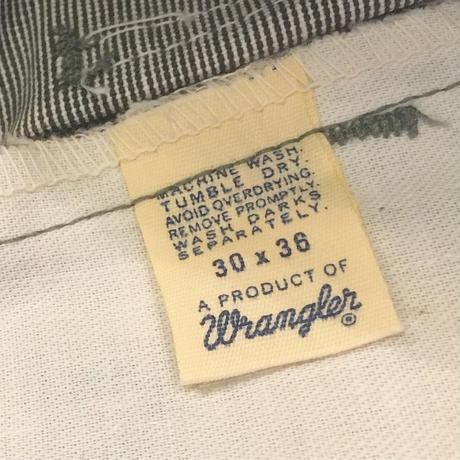 MACHINE WASH.
TUMBLE DRY.
AVOID OVERDRYING.
REMOVE PROMPTLY.
WASH DARKS
SEPARATELY.
30 x 36
A PRODUCT OF
Wrangler®